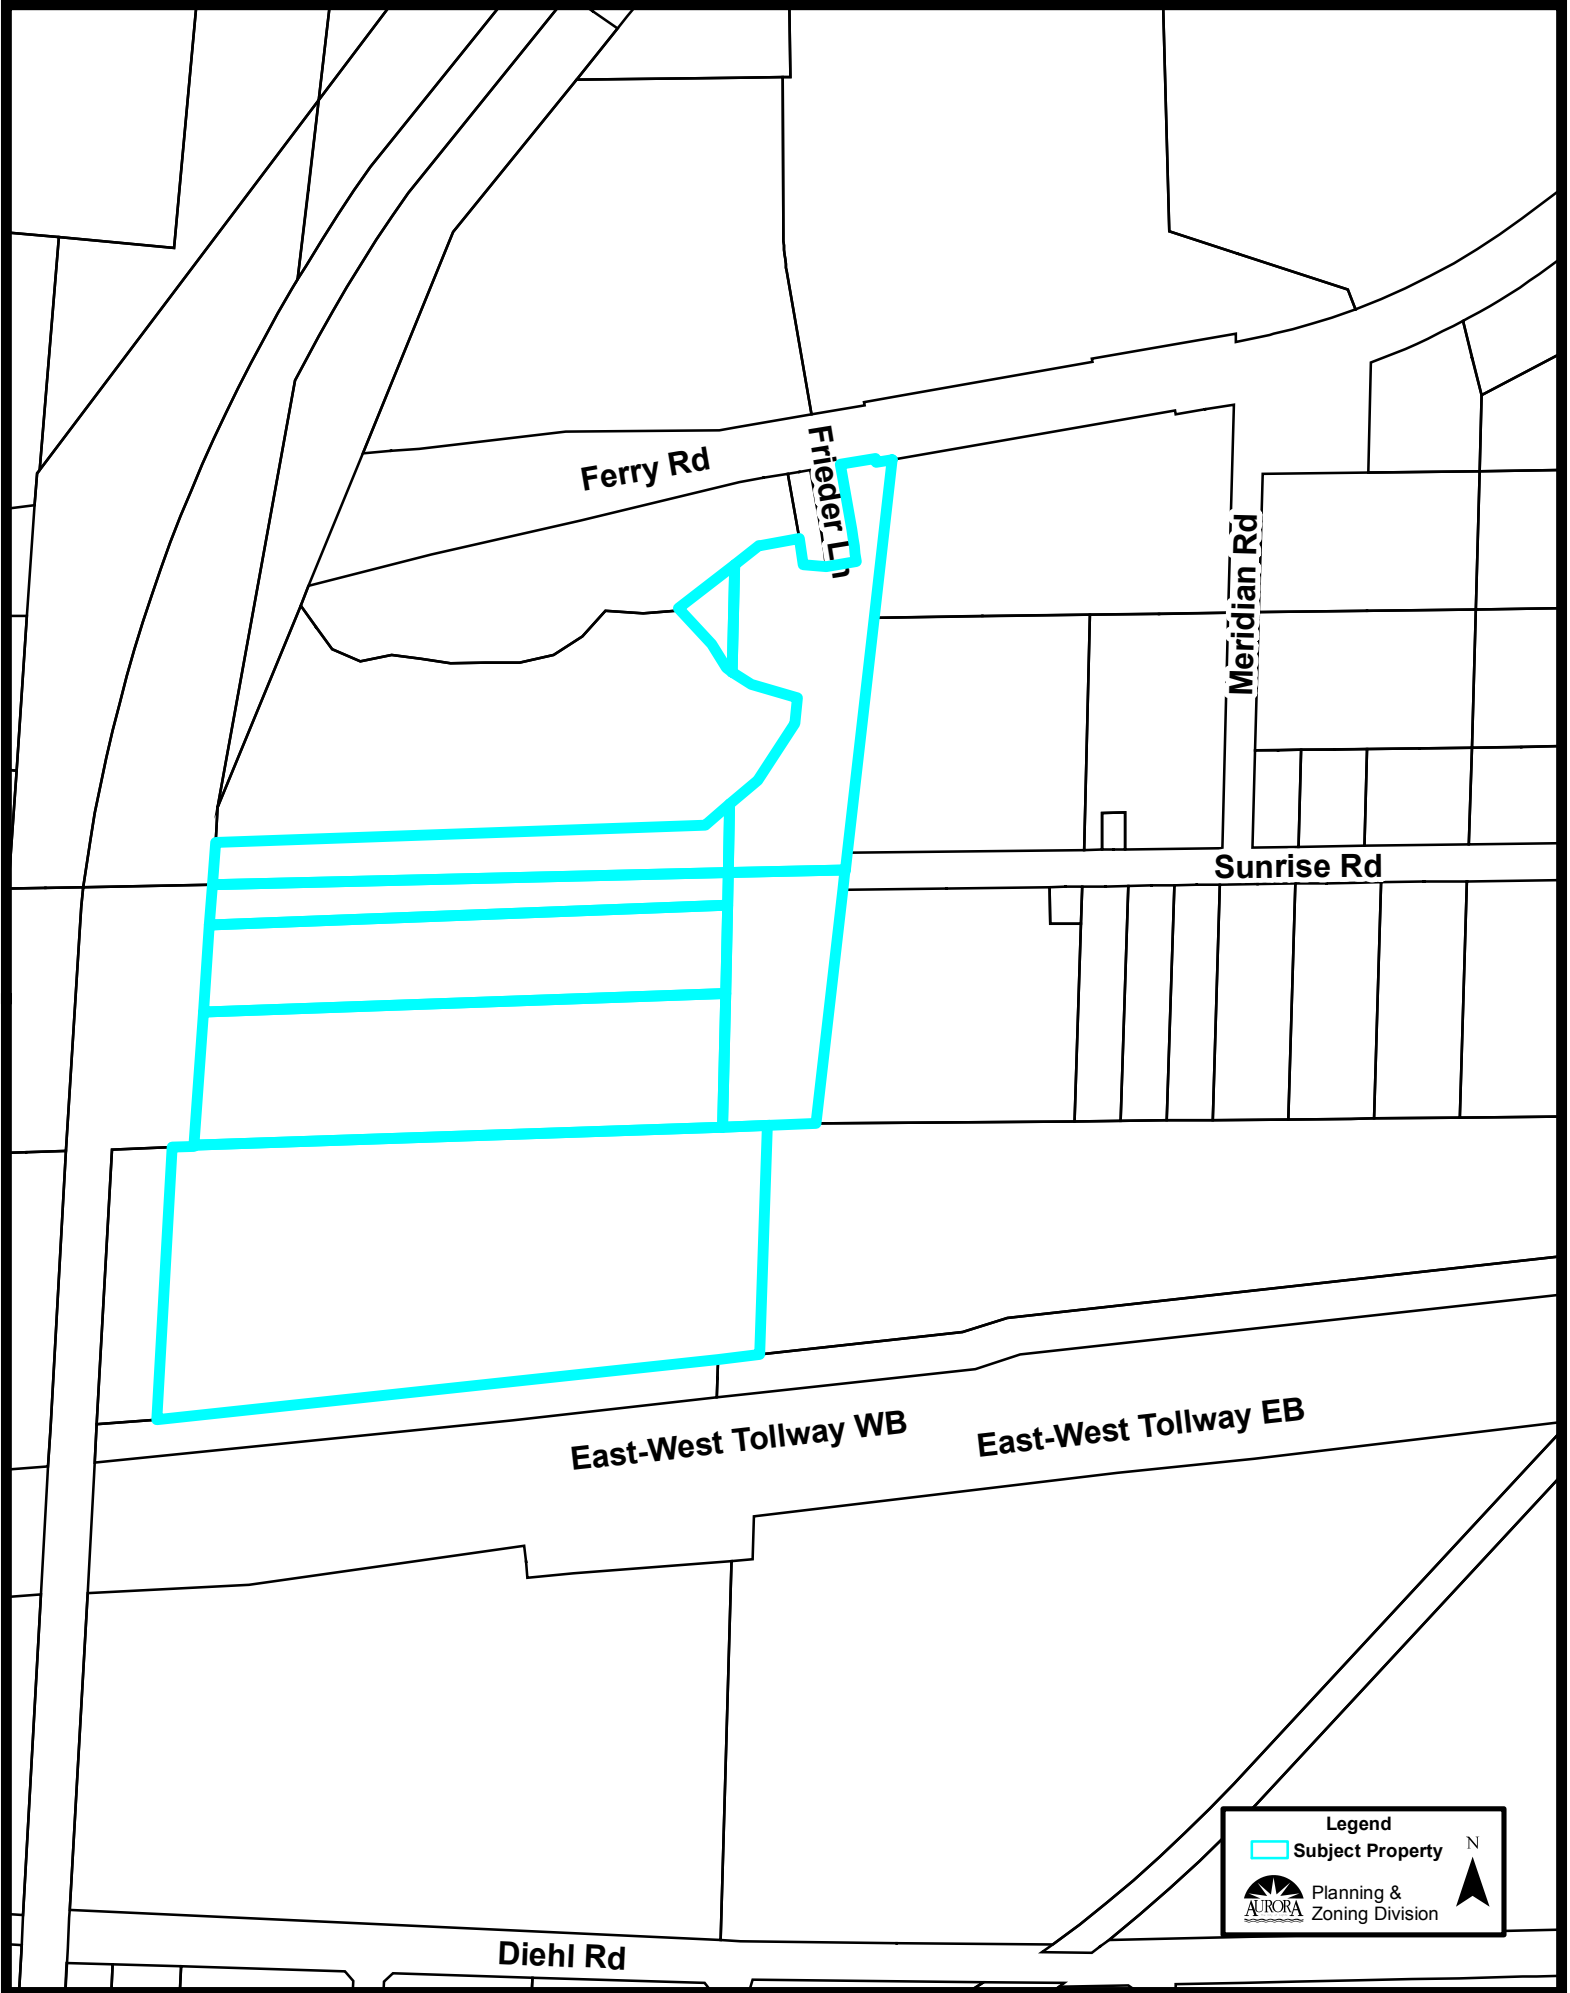 Ferry Rd
Frieder Ln
Meridian Rd
Sunrise Rd
East-West Tollway WB
East-West Tollway EB
Diehl Rd
Legend
Subject Property
N
AURORA
Planning &
Zoning Division